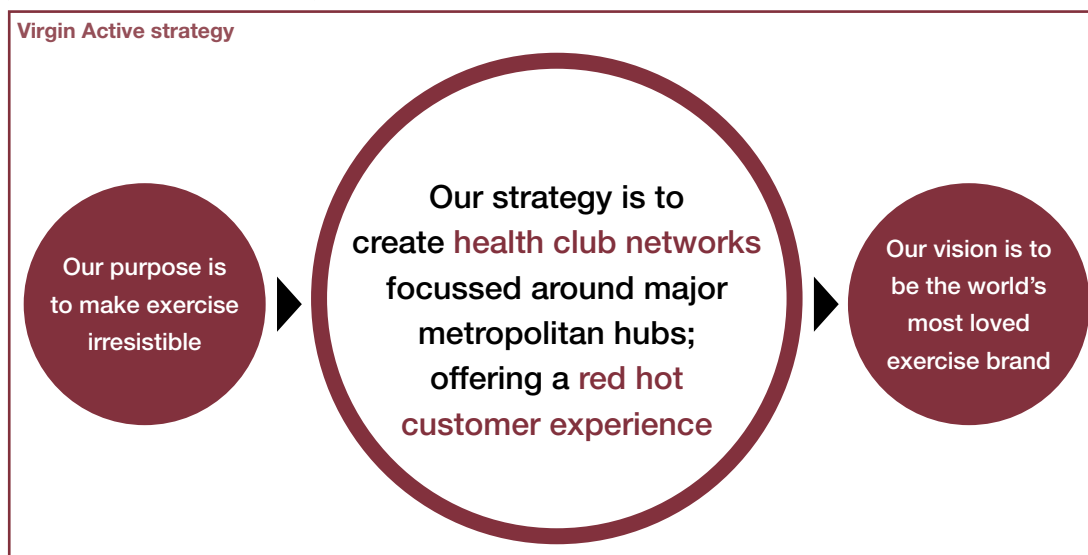 Virgin Active strategy
Our purpose is
to make exercise
irresistible
Our strategy is to
create health club networks
focussed around major
metropolitan hubs;
offering a red hot
customer experience
Our vision is to
be the world’s
most loved
exercise brand